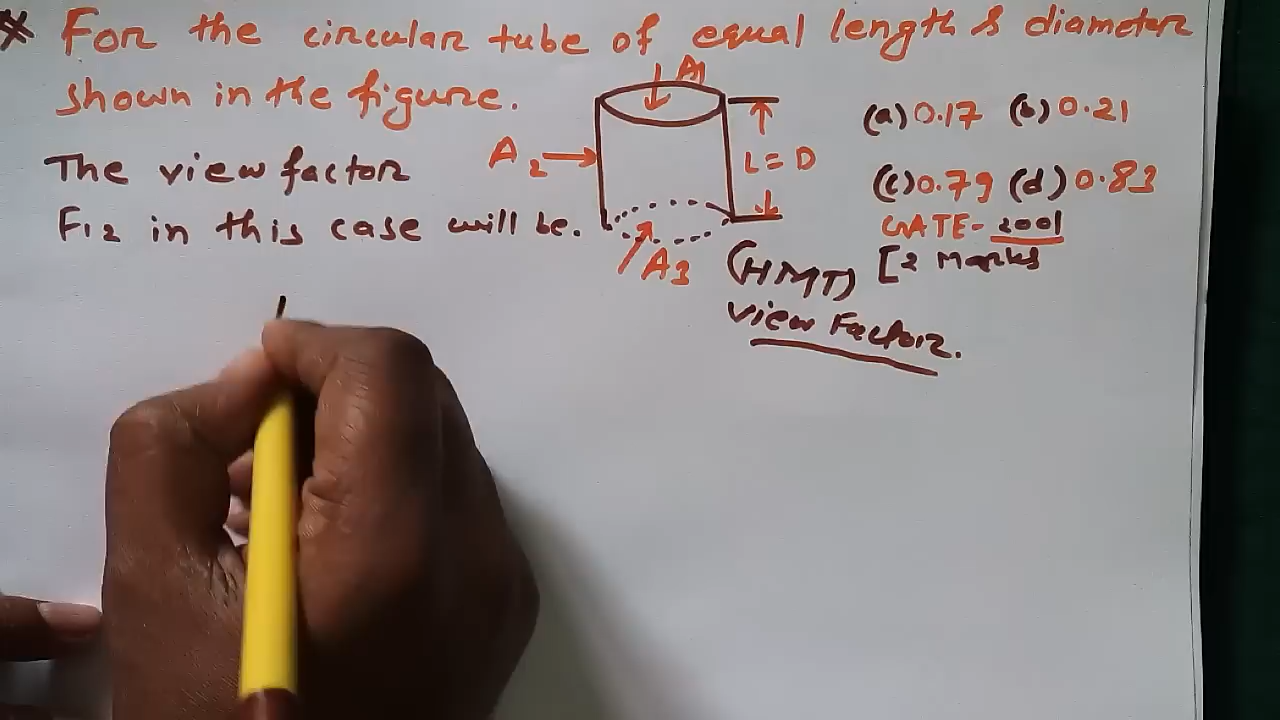 * For the circular tube of equal length & diameter
shown in the figure.
The view factor
F12 in this case will be.
A1
A2
L = D
A3
(a) 0.17 (b) 0.21
(c) 0.79 (d) 0.83
GATE-2001
[2 Marks
(HMT)
View Factor.